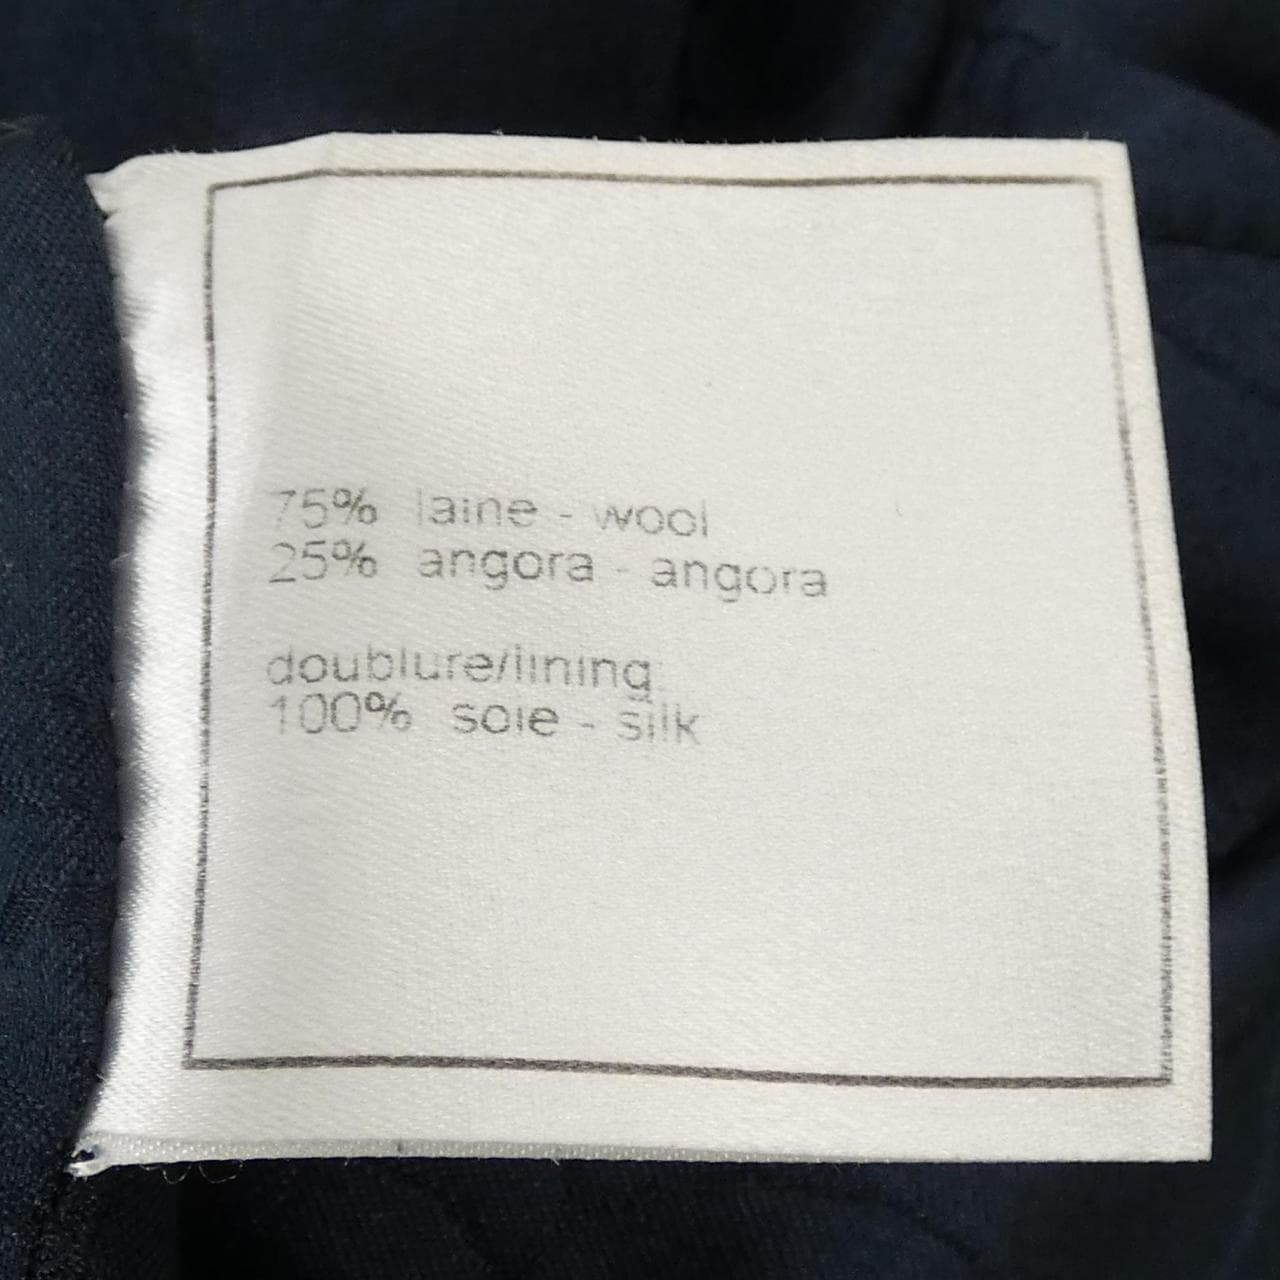 75% laine - wool
25% angora - angora
doublure/lining:
100% soie - silk